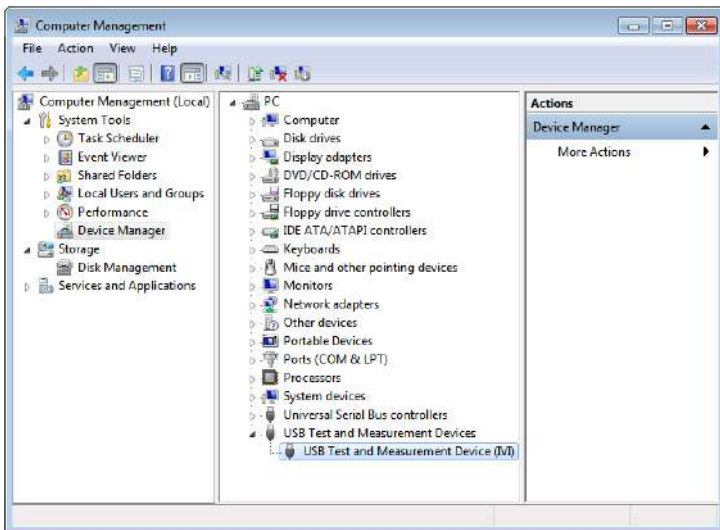 Computer Management
File Action View Help
Computer Management (Local)
System Tools
Task Scheduler
Event Viewer
Shared Folders
Local Users and Groups
Performance
Device Manager
Storage
Disk Management
Services and Applications
PC
Computer
Disk drives
Display adapters
DVD/CD-ROM drives
Floppy disk drives
Floppy drive controllers
IDE ATA/ATAPI controllers
Keyboards
Mice and other pointing devices
Monitors
Network adapters
Other devices
Portable Devices
Ports (COM & LPT)
Processors
System devices
Universal Serial Bus controllers
USB Test and Measurement Devices
USB Test and Measurement Device (IVI)
Actions
Device Manager
More Actions